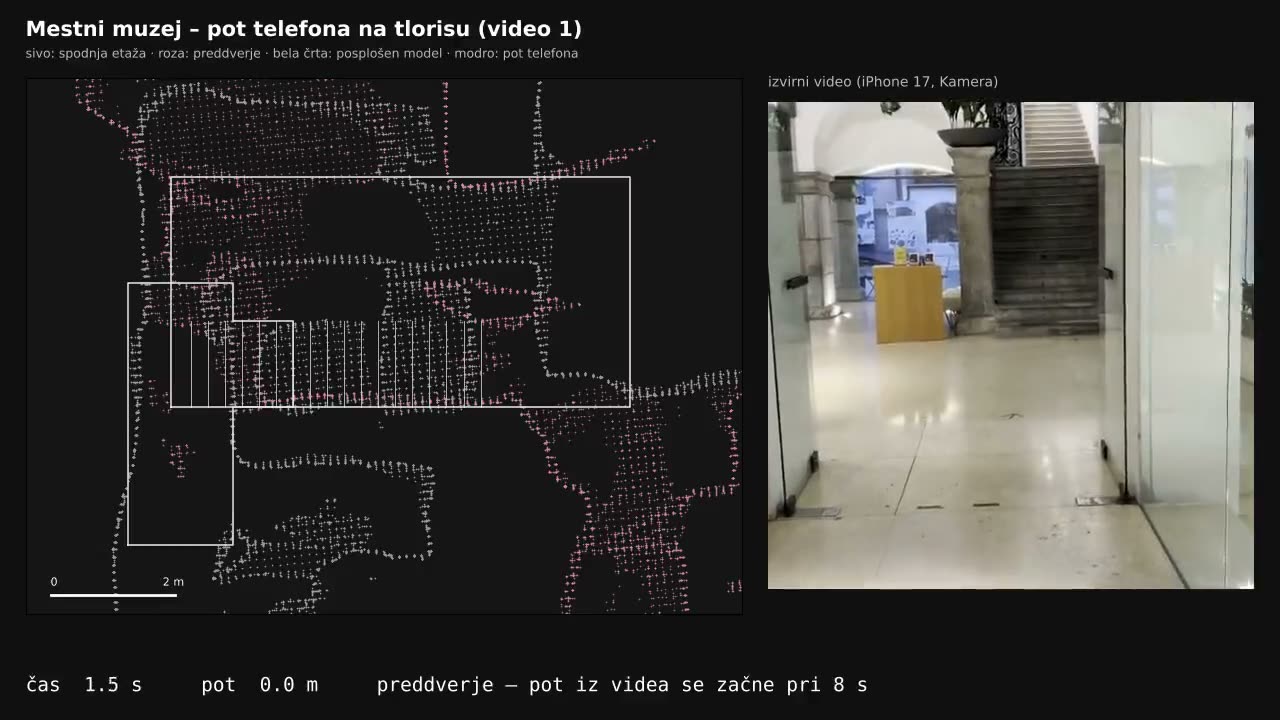 Mestni muzej – pot telefona na tlorisu (video 1)
sivo: spodnja etaža · roza: preddverje · bela črta: posplošen model · modro: pot telefona
izvirni video (iPhone 17, Kamera)
0 2 m
čas 1.5 s pot 0.0 m preddverje – pot iz videa se začne pri 8 s